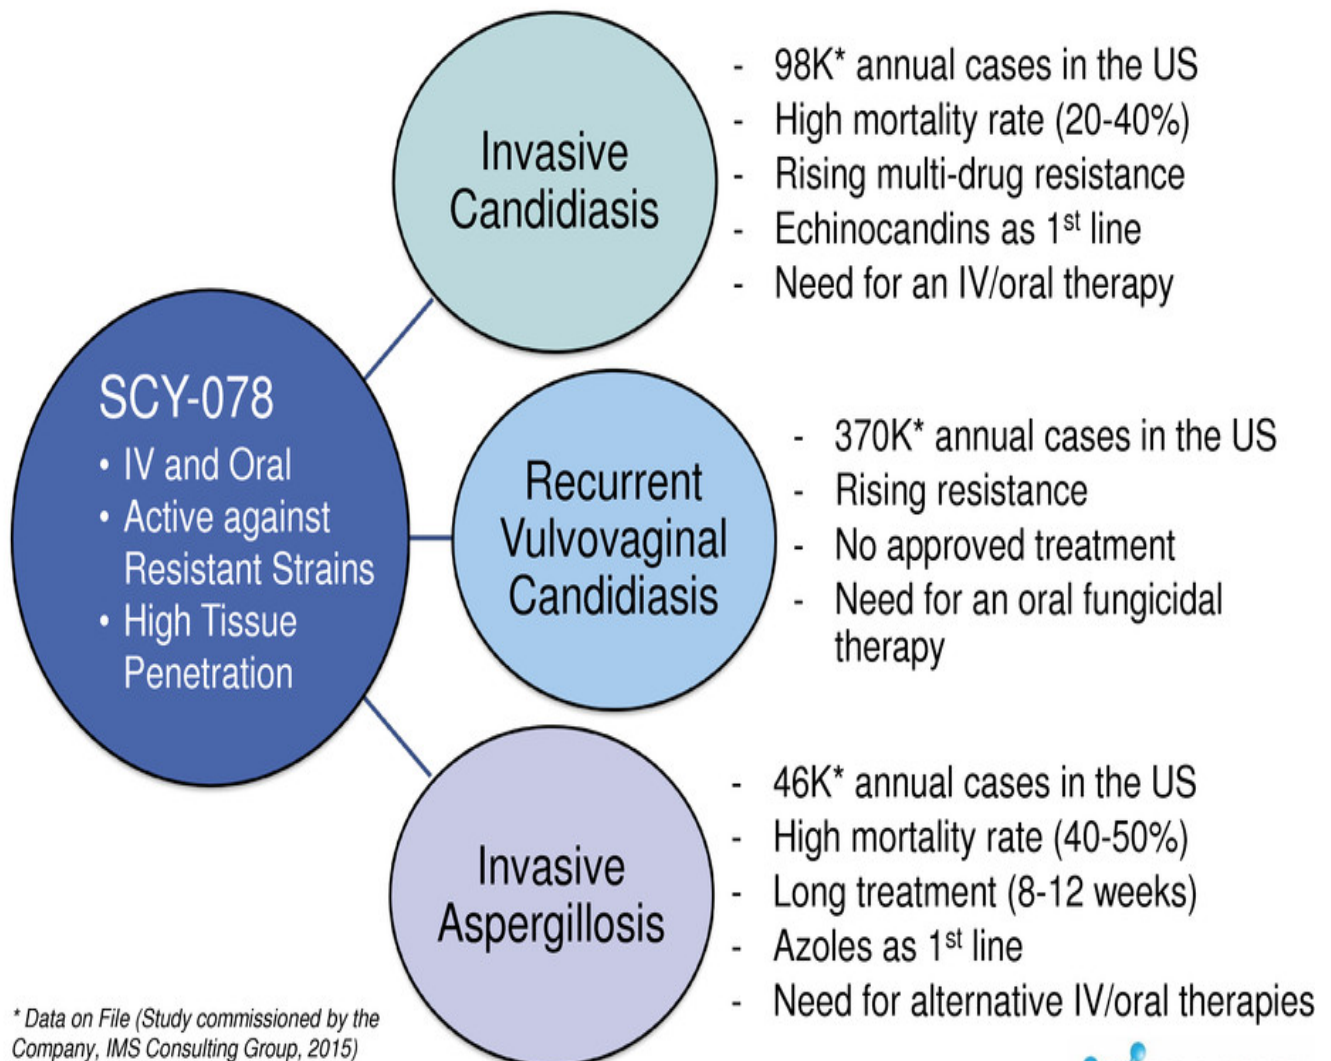 Invasive
Candidiasis
- 98K* annual cases in the US
- High mortality rate (20-40%)
- Rising multi-drug resistance
- Echinocandins as 1st line
- Need for an IV/oral therapy
SCY-078
• IV and Oral
• Active against
Resistant Strains
• High Tissue
Penetration
Recurrent
Vulvovaginal
Candidiasis
- 370K* annual cases in the US
- Rising resistance
- No approved treatment
- Need for an oral fungicidal
therapy
Invasive
Aspergillosis
- 46K* annual cases in the US
- High mortality rate (40-50%)
- Long treatment (8-12 weeks)
- Azoles as 1st line
- Need for alternative IV/oral therapies
* Data on File (Study commissioned by the
Company, IMS Consulting Group, 2015)